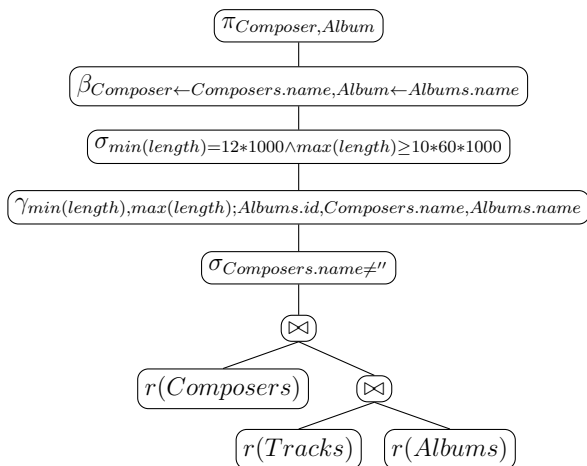 π_{Composer,Album}
β_{Composer←Composers.name,Album←Albums.name}
σ_{min(length)=12*1000∧max(length)≥10*60*1000}
γ_{min(length),max(length);Albums.id,Composers.name,Albums.name}
σ_{Composers.name≠''}
⋈
r(Composers) ⋈
r(Tracks) r(Albums)